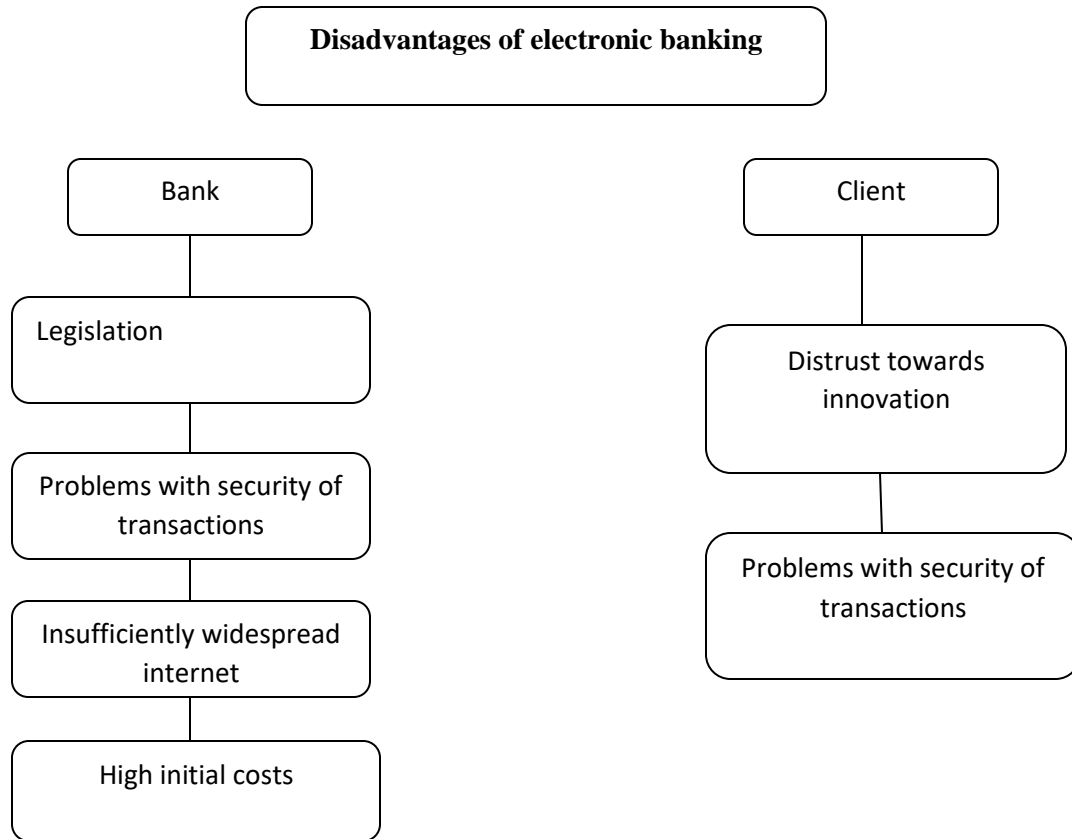 Disadvantages of electronic banking
Bank
Legislation
Problems with security of
transactions
Insufficiently widespread
internet
High initial costs
Client
Distrust towards
innovation
Problems with security of
transactions